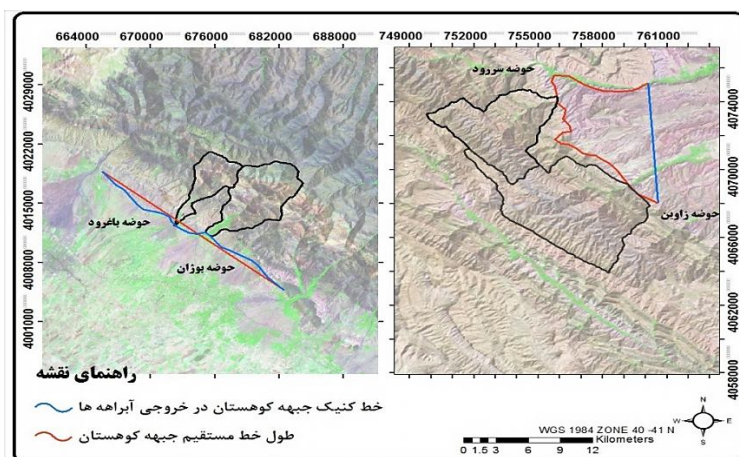 664000 670000 676000 682000 688000
749000 752000 755000 758000 761000
4029000
4022000
4015000
4008000
4001000
4074000
4070000
4066000
4062000
4058000
حوضه سررود
حوضه زاوین
حوضه باغرود
حوضه بوژان
راهنمای نقشه
خط کنیک جبهه کوهستان در خروجی آبراهه ها
طول خط مستقیم جبهه کوهستان
WGS 1984 ZONE 40 -41 N
Kilometers
0 1.5 3 6 9 12
N
W E
S